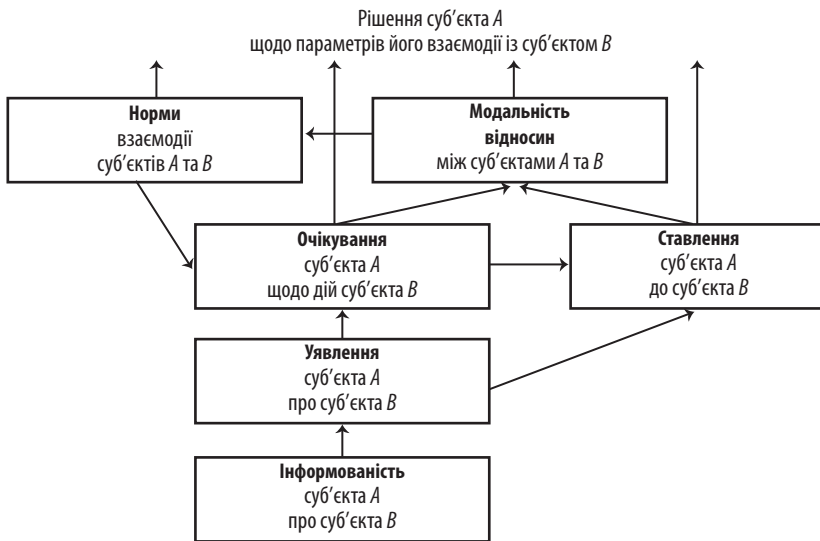 Рішення суб’єкта A
щодо параметрів його взаємодії із суб’єктом B
Норми
взаємодії
суб’єктів A та B
Модальність
відносин
між суб’єктами A та B
Очікування
суб’єкта A
щодо дій суб’єкта B
Ставлення
суб’єкта A
до суб’єкта B
Уявлення
суб’єкта A
про суб’єкта B
Інформованість
суб’єкта A
про суб’єкта B